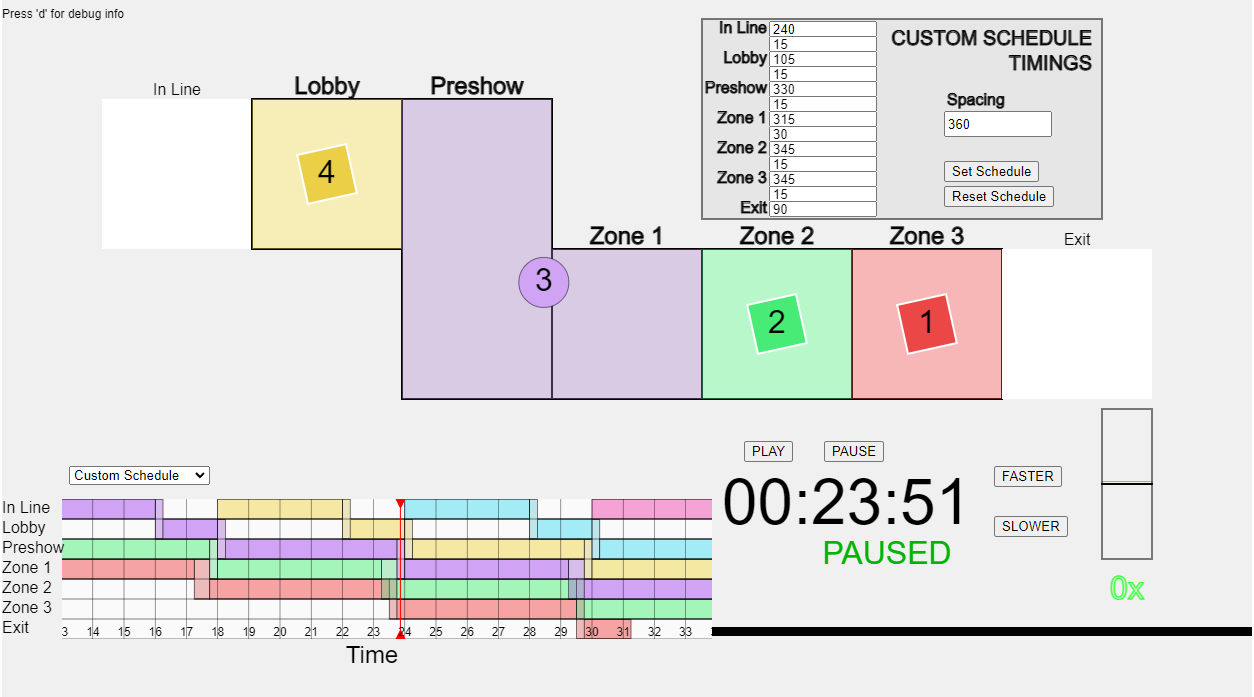 Press 'd' for debug info
In Line 240
15
Lobby 105
15
Preshow 330
15
Zone 1 315
30
Zone 2 345
15
Zone 3 345
15
Exit 90
CUSTOM SCHEDULE
TIMINGS
Spacing
360
Set Schedule
Reset Schedule
In Line
Lobby
Preshow
4
3
Zone 1
Zone 2
Zone 3
Exit
2
1
PLAY
PAUSE
00:23:51
PAUSED
FASTER
SLOWER
0x
Custom Schedule
In Line
Lobby
Preshow
Zone 1
Zone 2
Zone 3
Exit
3 14 15 16 17 18 19 20 21 22 23 24 25 26 27 28 29 30 31 32 33
Time